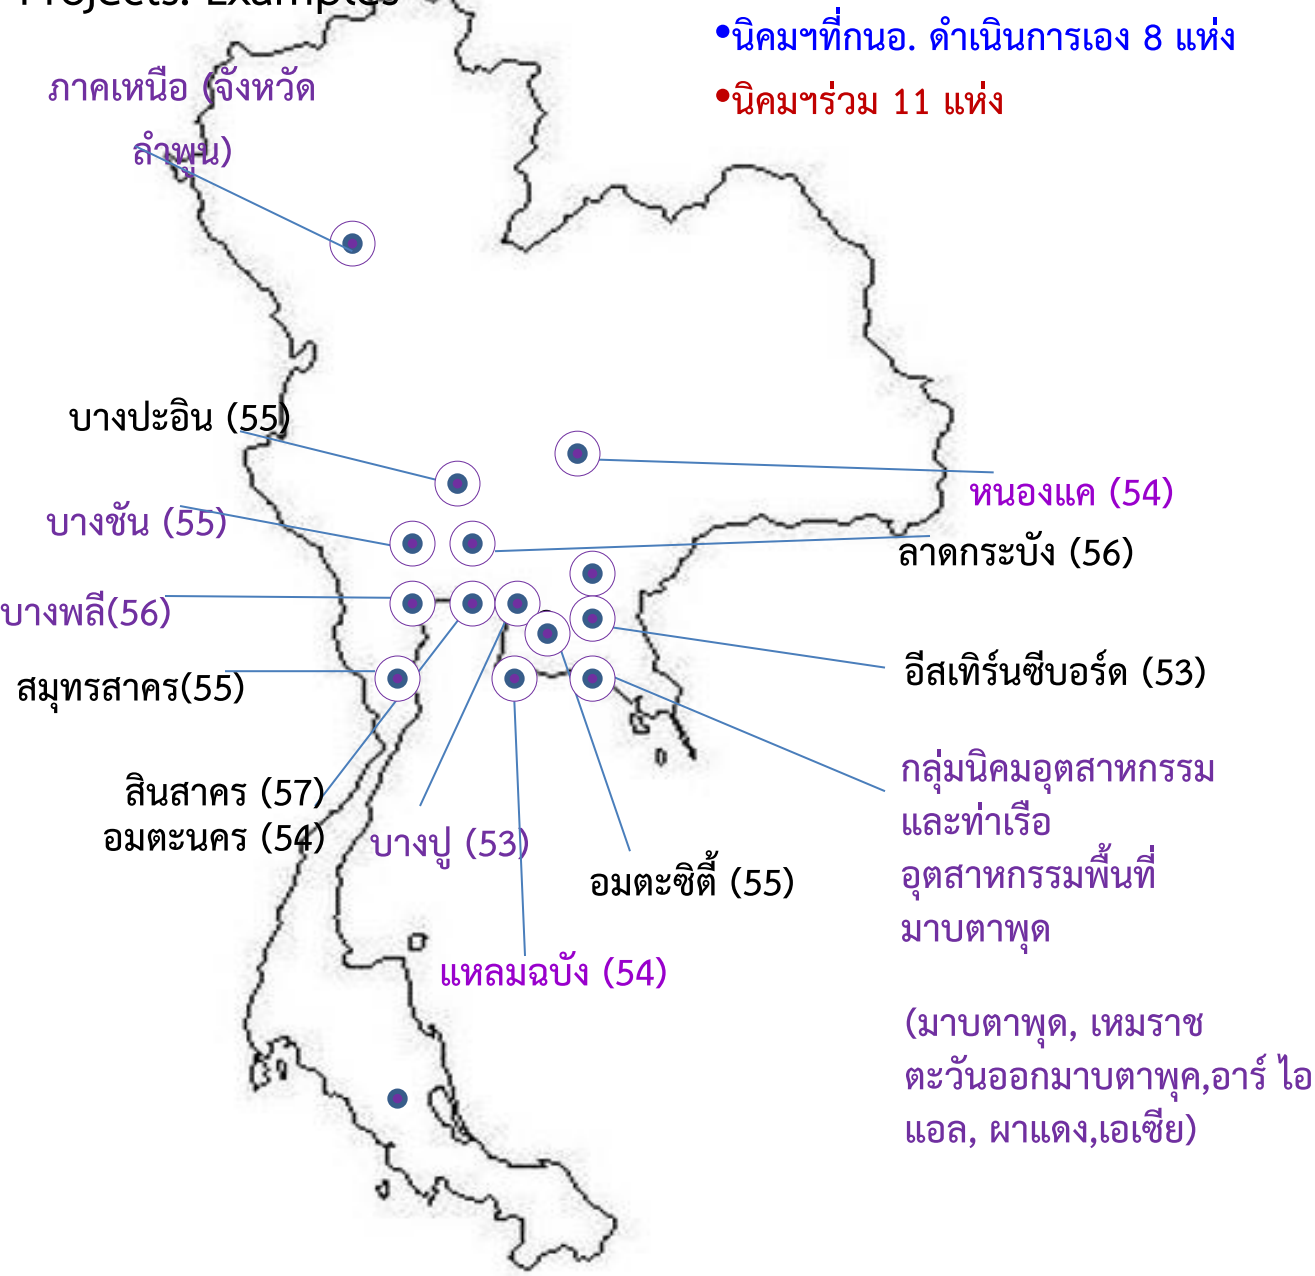 Projects: Examples
•นิคมฯที่กนอ. ดำเนินการเอง 8 แห่ง
•นิคมฯร่วม 11 แห่ง
ภาคเหนือ (จังหวัด
ลำพูน)
บางปะอิน (55)
หนองแค (54)
บางชัน (55)
ลาดกระบัง (56)
บางพลี(56)
สมุทรสาคร(55)
อีสเทิร์นซีบอร์ด (53)
สินสาคร (57)
อมตะนคร (54)
บางปู (53)
อมตะซิตี้ (55)
แหลมฉบัง (54)
กลุ่มนิคมอุตสาหกรรม
และท่าเรือ
อุตสาหกรรมพื้นที่
มาบตาพุด
(มาบตาพุด, เหมราช
ตะวันออกมาบตาพุค,อาร์ ไอ
แอล, ผาแดง,เอเซีย)